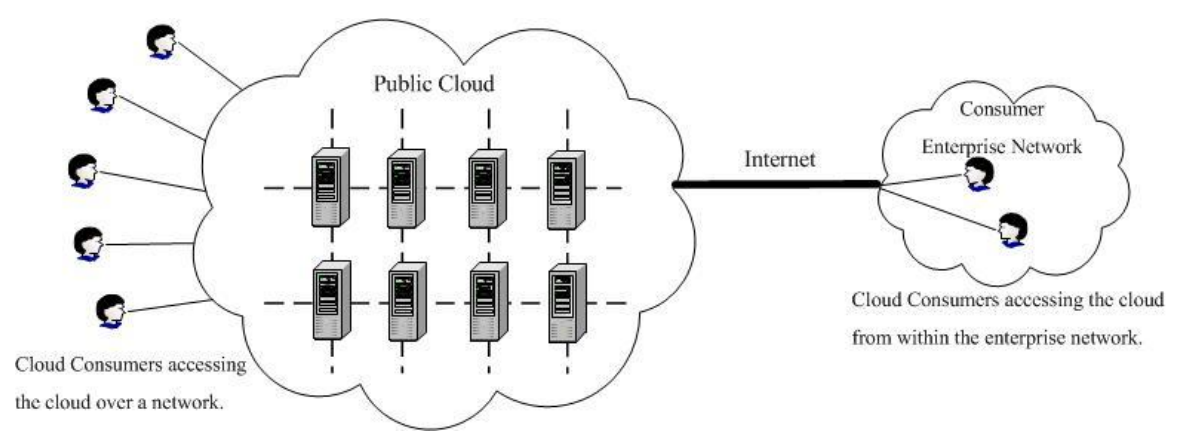 Public Cloud
Internet
Consumer
Enterprise Network
Cloud Consumers accessing the cloud
from within the enterprise network.
Cloud Consumers accessing
the cloud over a network.